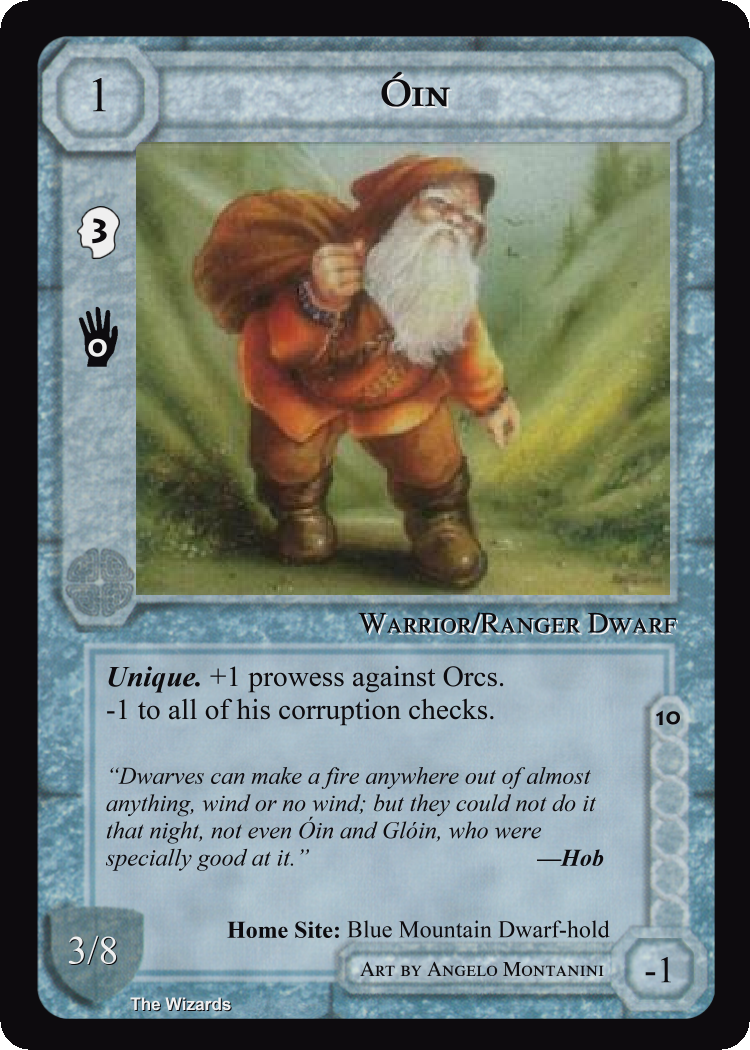 1
Óin
3
0
Warrior/Ranger Dwarf
Unique. +1 prowess against Orcs.
-1 to all of his corruption checks.
10
“Dwarves can make a fire anywhere out of almost
anything, wind or no wind; but they could not do it
that night, not even Óin and Glóin, who were
specially good at it.”
—Hob
Home Site: Blue Mountain Dwarf-hold
3/8
Art by Angelo Montanini
-1
The Wizards